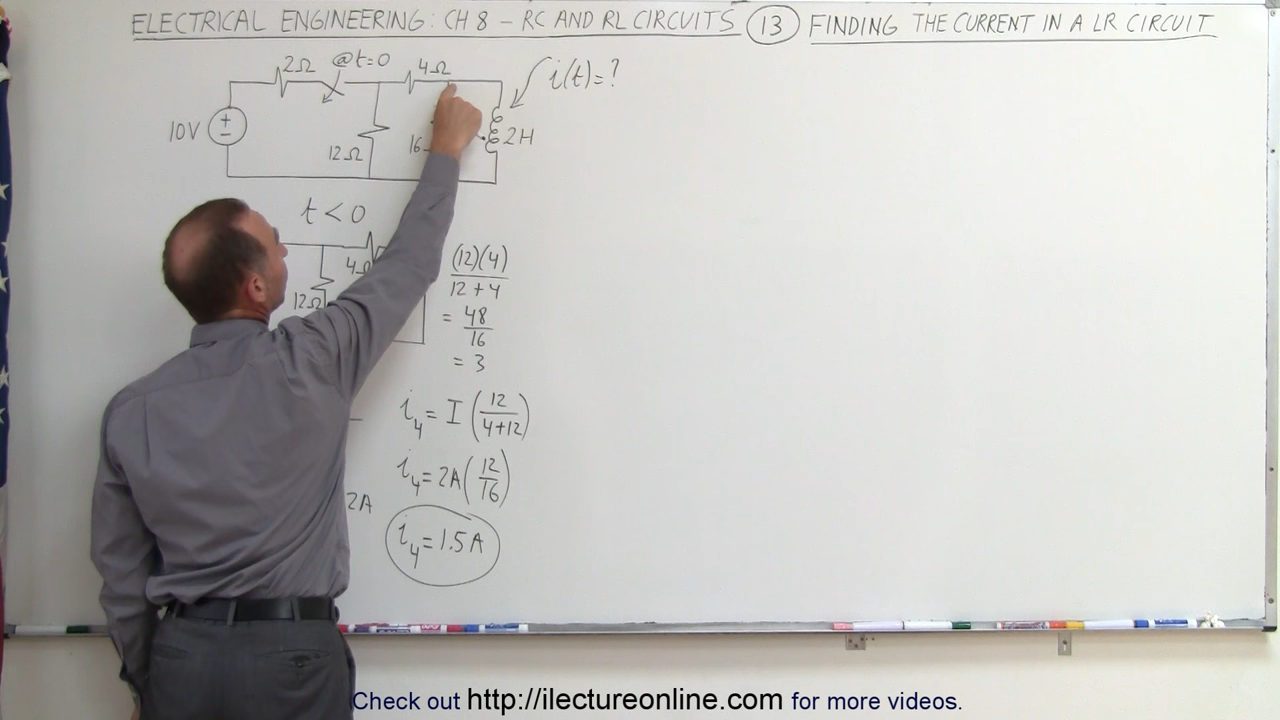 ELECTRICAL ENGINEERING: CH 8 - RC AND RL CIRCUITS 13 FINDING THE CURRENT IN A LR CIRCUIT
2Ω @t=0 4Ω i(t)=?
10V + - 12Ω 16 2H
t < 0
12Ω 4Ω
(12)(4)
12+4
= 48
16
= 3
i4 = I (12
4+12)
i4 = 2A (12
16)
2A
i4 = 1.5A
Check out http://ilectureonline.com for more videos.